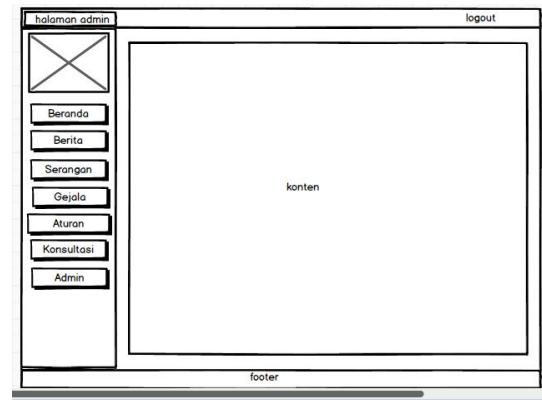 halaman admin
logout
Beranda
Berita
Serangan
Gejala
Aturan
Konsultasi
Admin
konten
footer